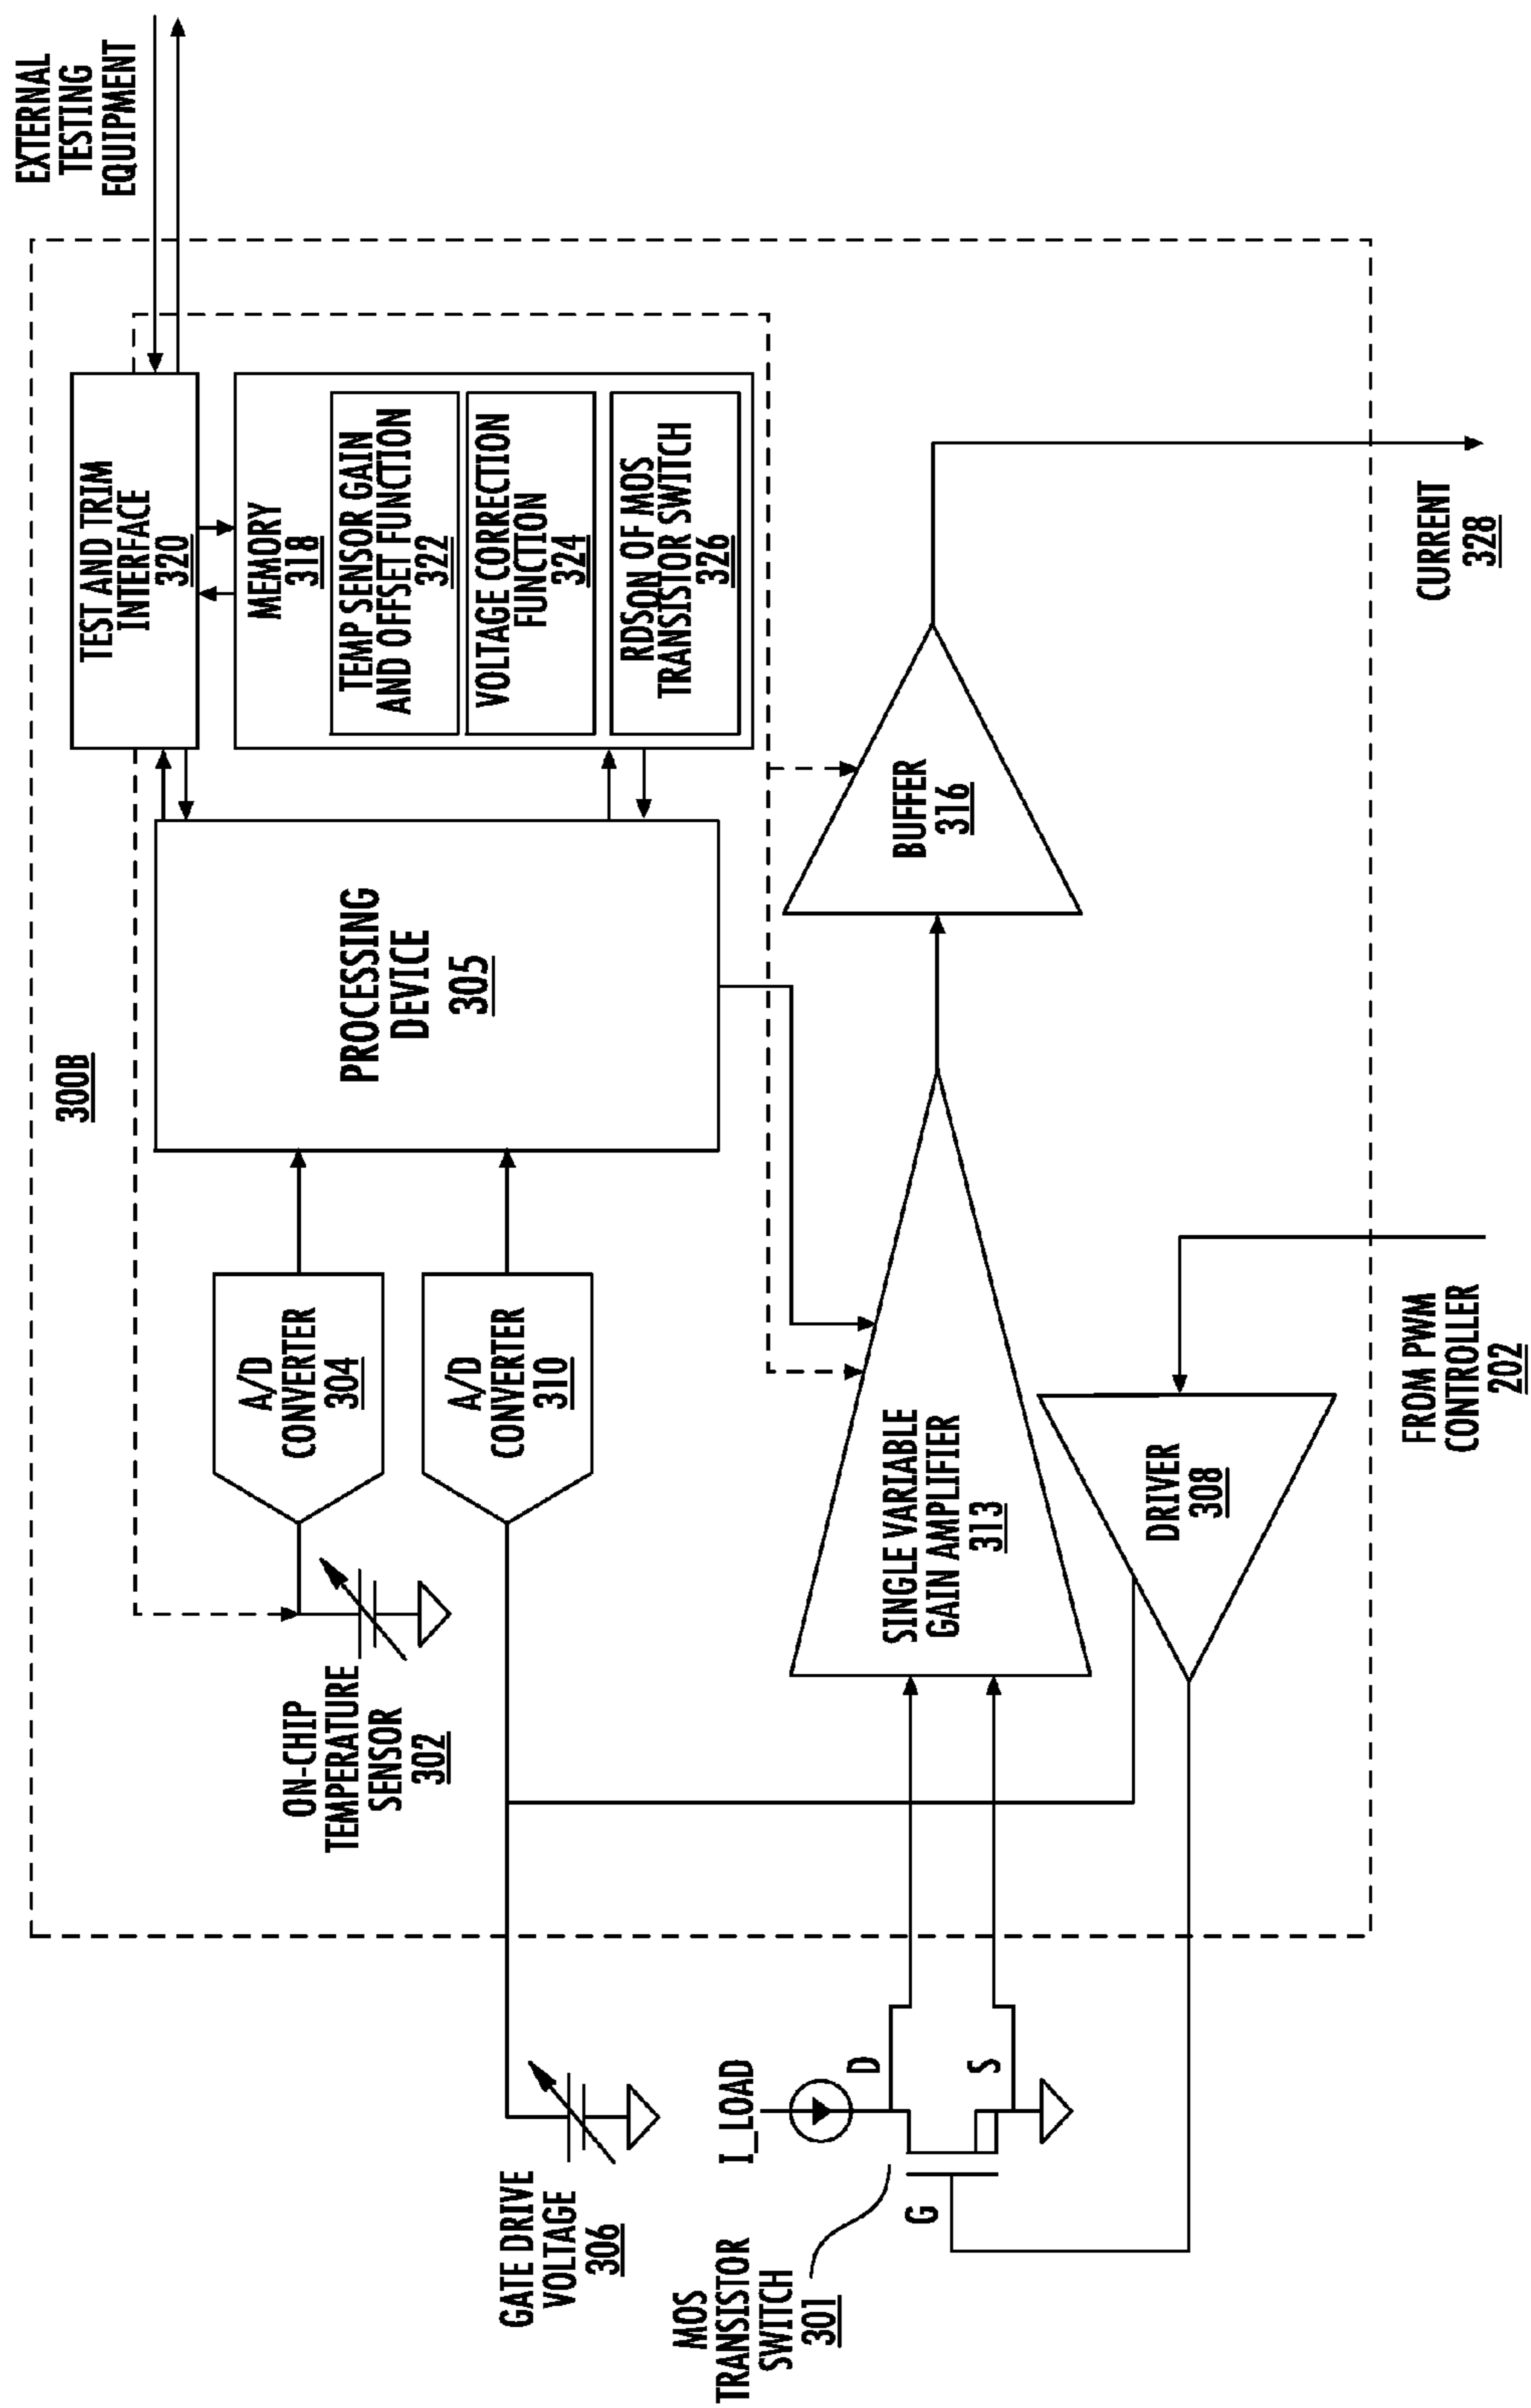 EXTERNAL
TESTING
EQUIPMENT
300B
TEST AND TRIM
INTERFACE
320
MEMORY
318
TEMP SENSOR GAIN
AND OFFSET FUNCTION
322
VOLTAGE CORRECTION
FUNCTION
324
RDSON OF MOS
TRANSISTOR SWITCH
326
PROCESSING
DEVICE
305
A/D
CONVERTER
304
A/D
CONVERTER
310
ON-CHIP
TEMPERATURE
SENSOR
302
GATE DRIVE
VOLTAGE
306
MOS
TRANSISTOR
SWITCH
301
I_LOAD
D
S
G
SINGLE VARIABLE
GAIN AMPLIFIER
313
BUFFER
316
DRIVER
308
FROM PWM
CONTROLLER
202
CURRENT
328